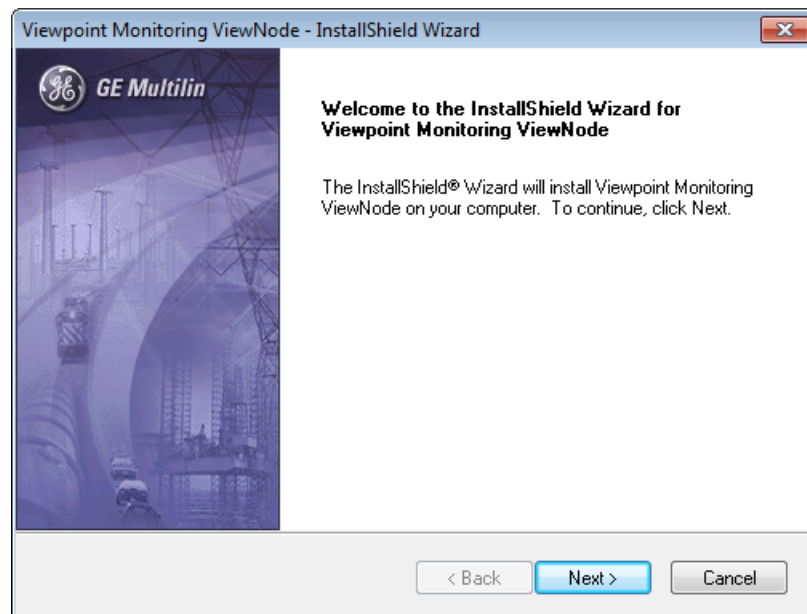 Viewpoint Monitoring ViewNode - InstallShield Wizard
GE Multilin
Welcome to the InstallShield Wizard for
Viewpoint Monitoring ViewNode
The InstallShield® Wizard will install Viewpoint Monitoring
ViewNode on your computer. To continue, click Next.
< Back
Next >
Cancel